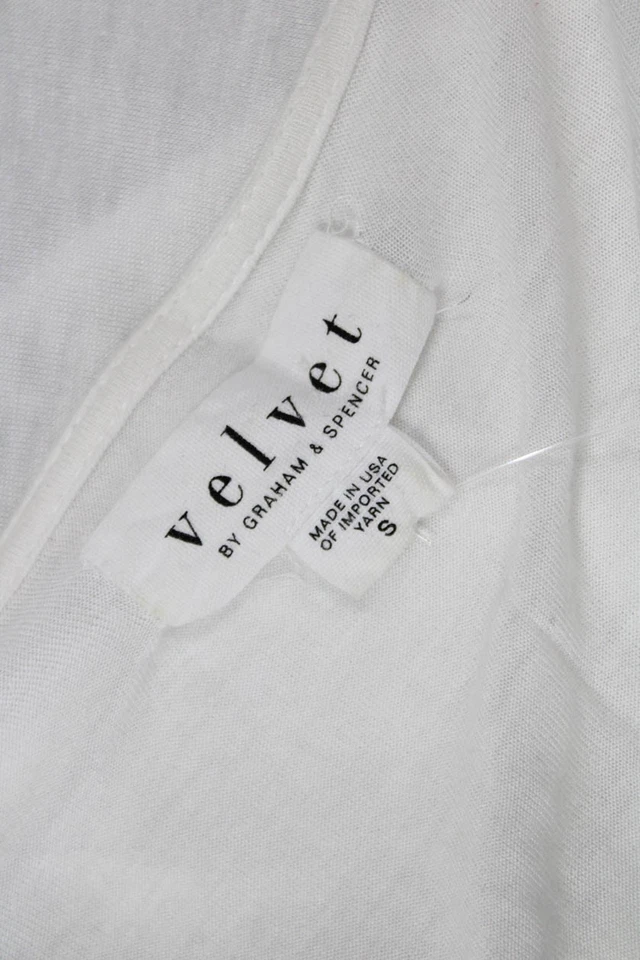 velvet
BY GRAHAM & SPENCER
MADE IN USA
OF IMPORTED
YARN
S